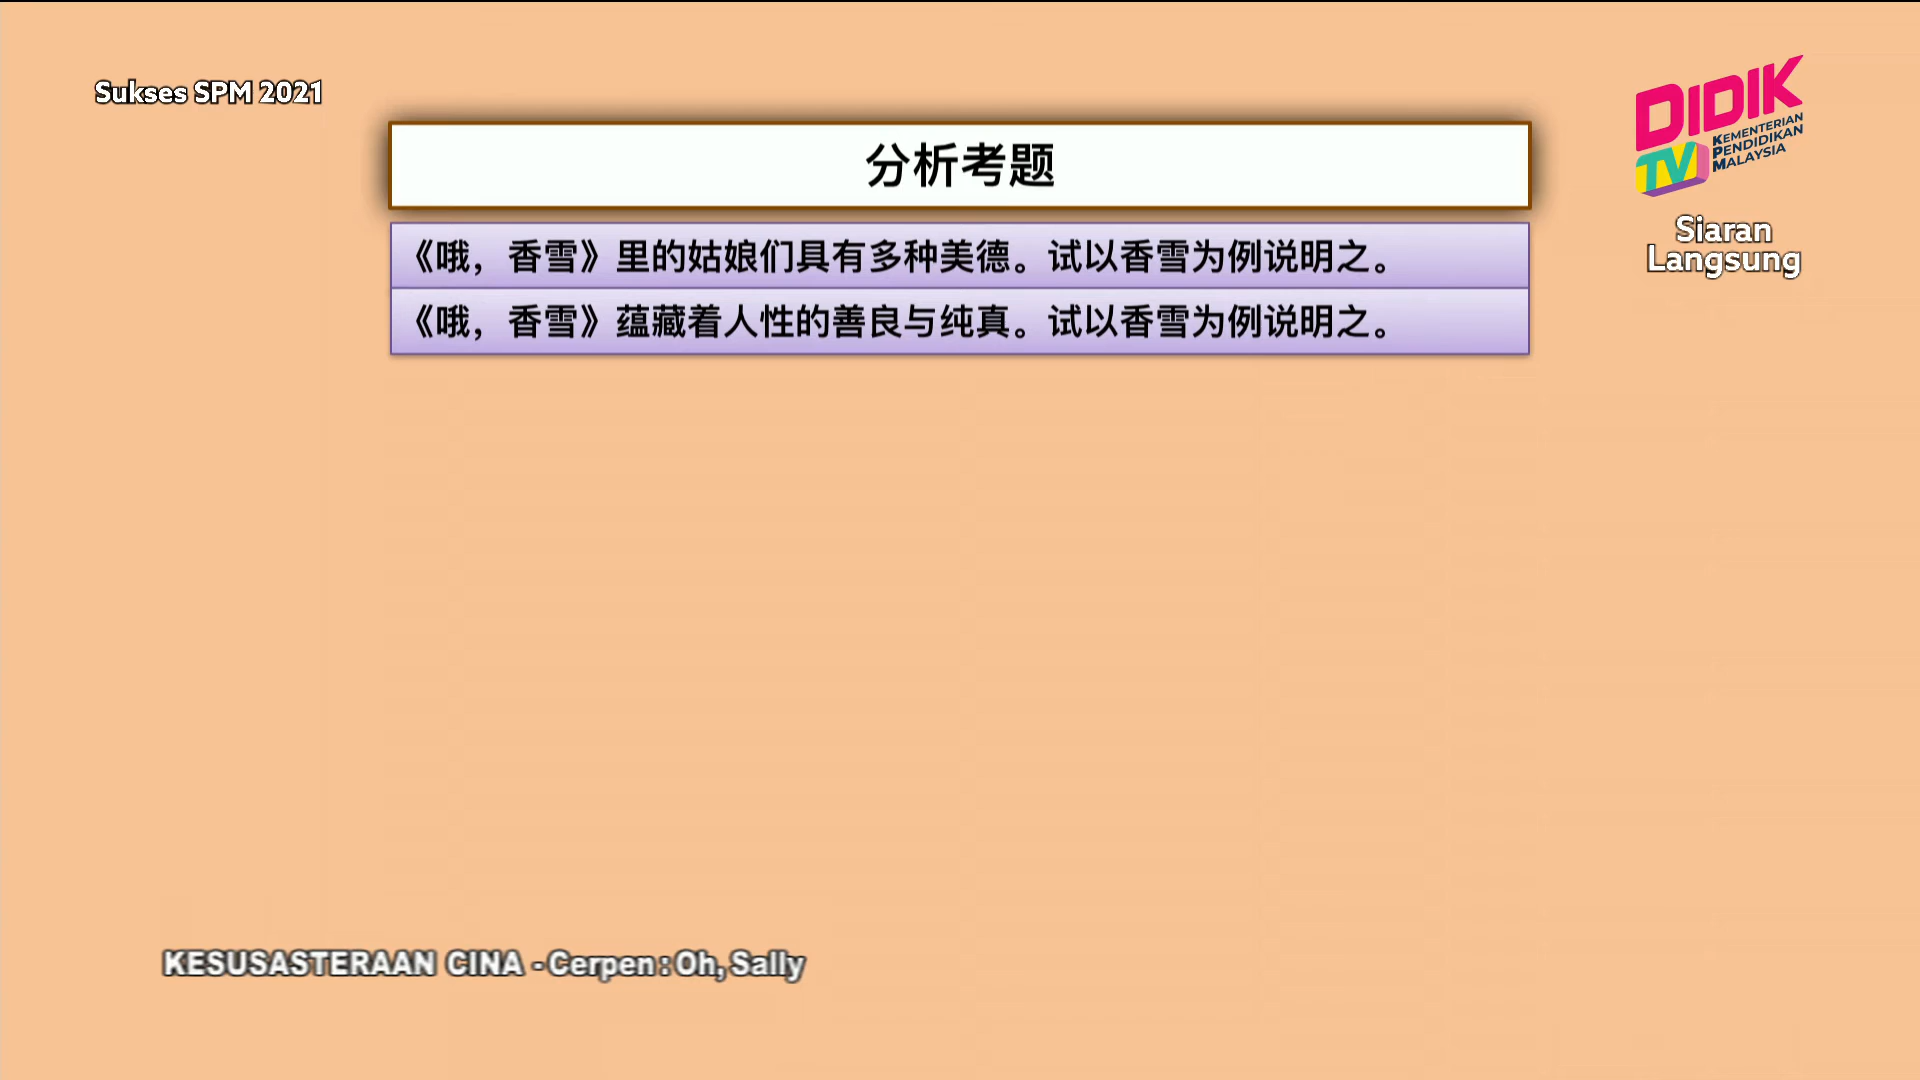 Sukses SPM 2021
DIDIK
TV
KEMENTERIAN
PENDIDIKAN
MALAYSIA
Siaran
Langsung
分析考题
《哦，香雪》里的姑娘们具有多种美德。试以香雪为例说明之。
《哦，香雪》蕴藏着人性的善良与纯真。试以香雪为例说明之。
KESUSASTERAAN CINA - Cerpen : Oh, Sally